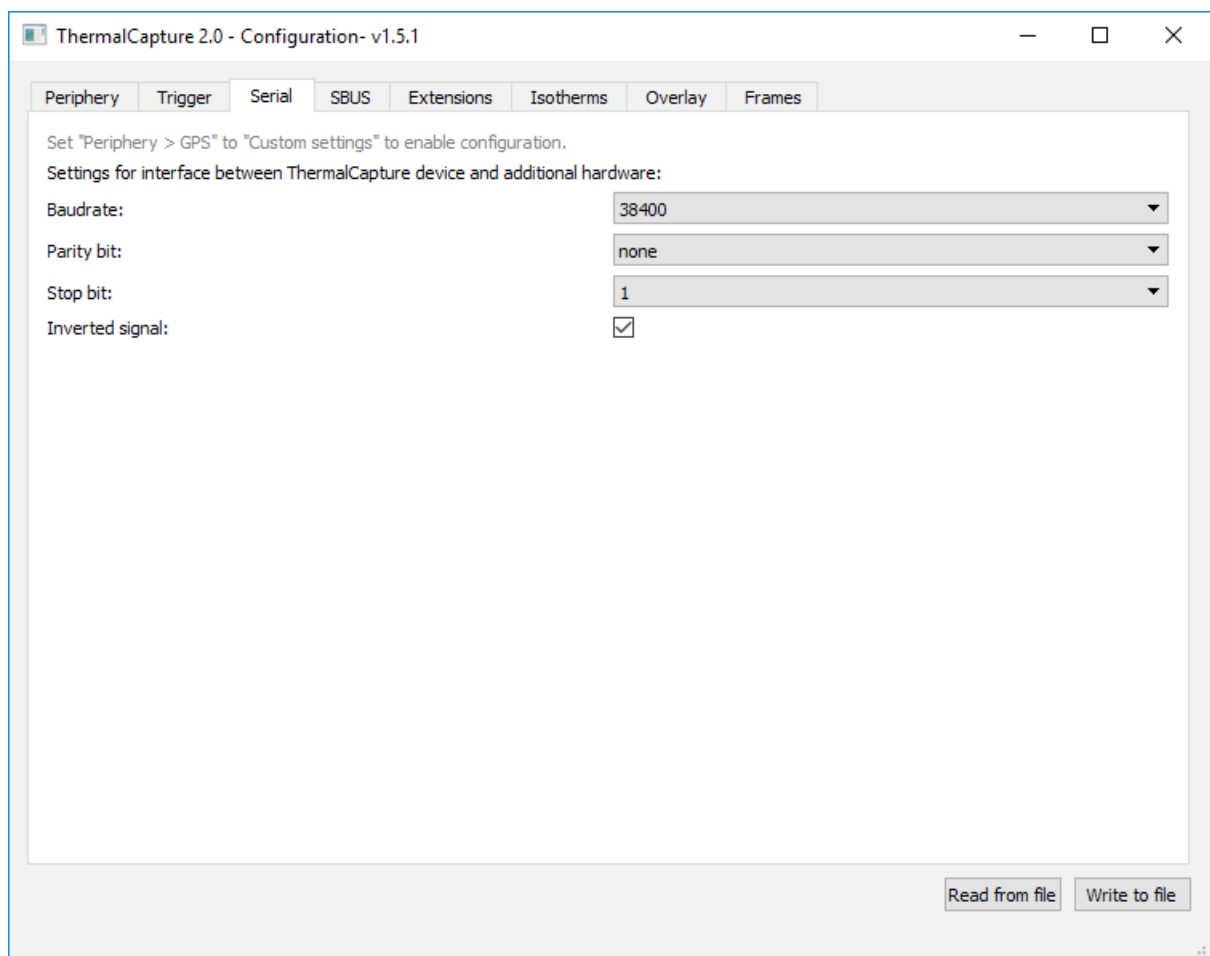 ThermalCapture 2.0 - Configuration- v1.5.1
Periphery Trigger Serial SBUS Extensions Isotherms Overlay Frames
Set "Periphery > GPS" to "Custom settings" to enable configuration.
Settings for interface between ThermalCapture device and additional hardware:
Baudrate: 38400
Parity bit: none
Stop bit: 1
Inverted signal:
Read from file Write to file